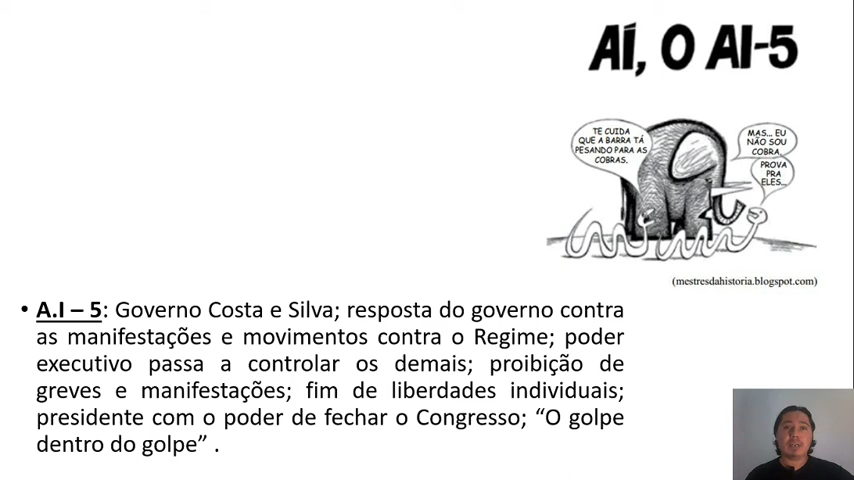 AÍ, O AI-5
TE CUIDA
QUE A BARRA TÁ
PESANDO PARA AS
COBRAS.
MAS... EU
NÃO SOU
COBRA.
PROVA
PRA
ELES...
(mestresdahistoria.blogspot.com)
• A.I – 5: Governo Costa e Silva; resposta do governo contra
as manifestações e movimentos contra o Regime; poder
executivo passa a controlar os demais; proibição de
greves e manifestações; fim de liberdades individuais;
presidente com o poder de fechar o Congresso; “O golpe
dentro do golpe” .